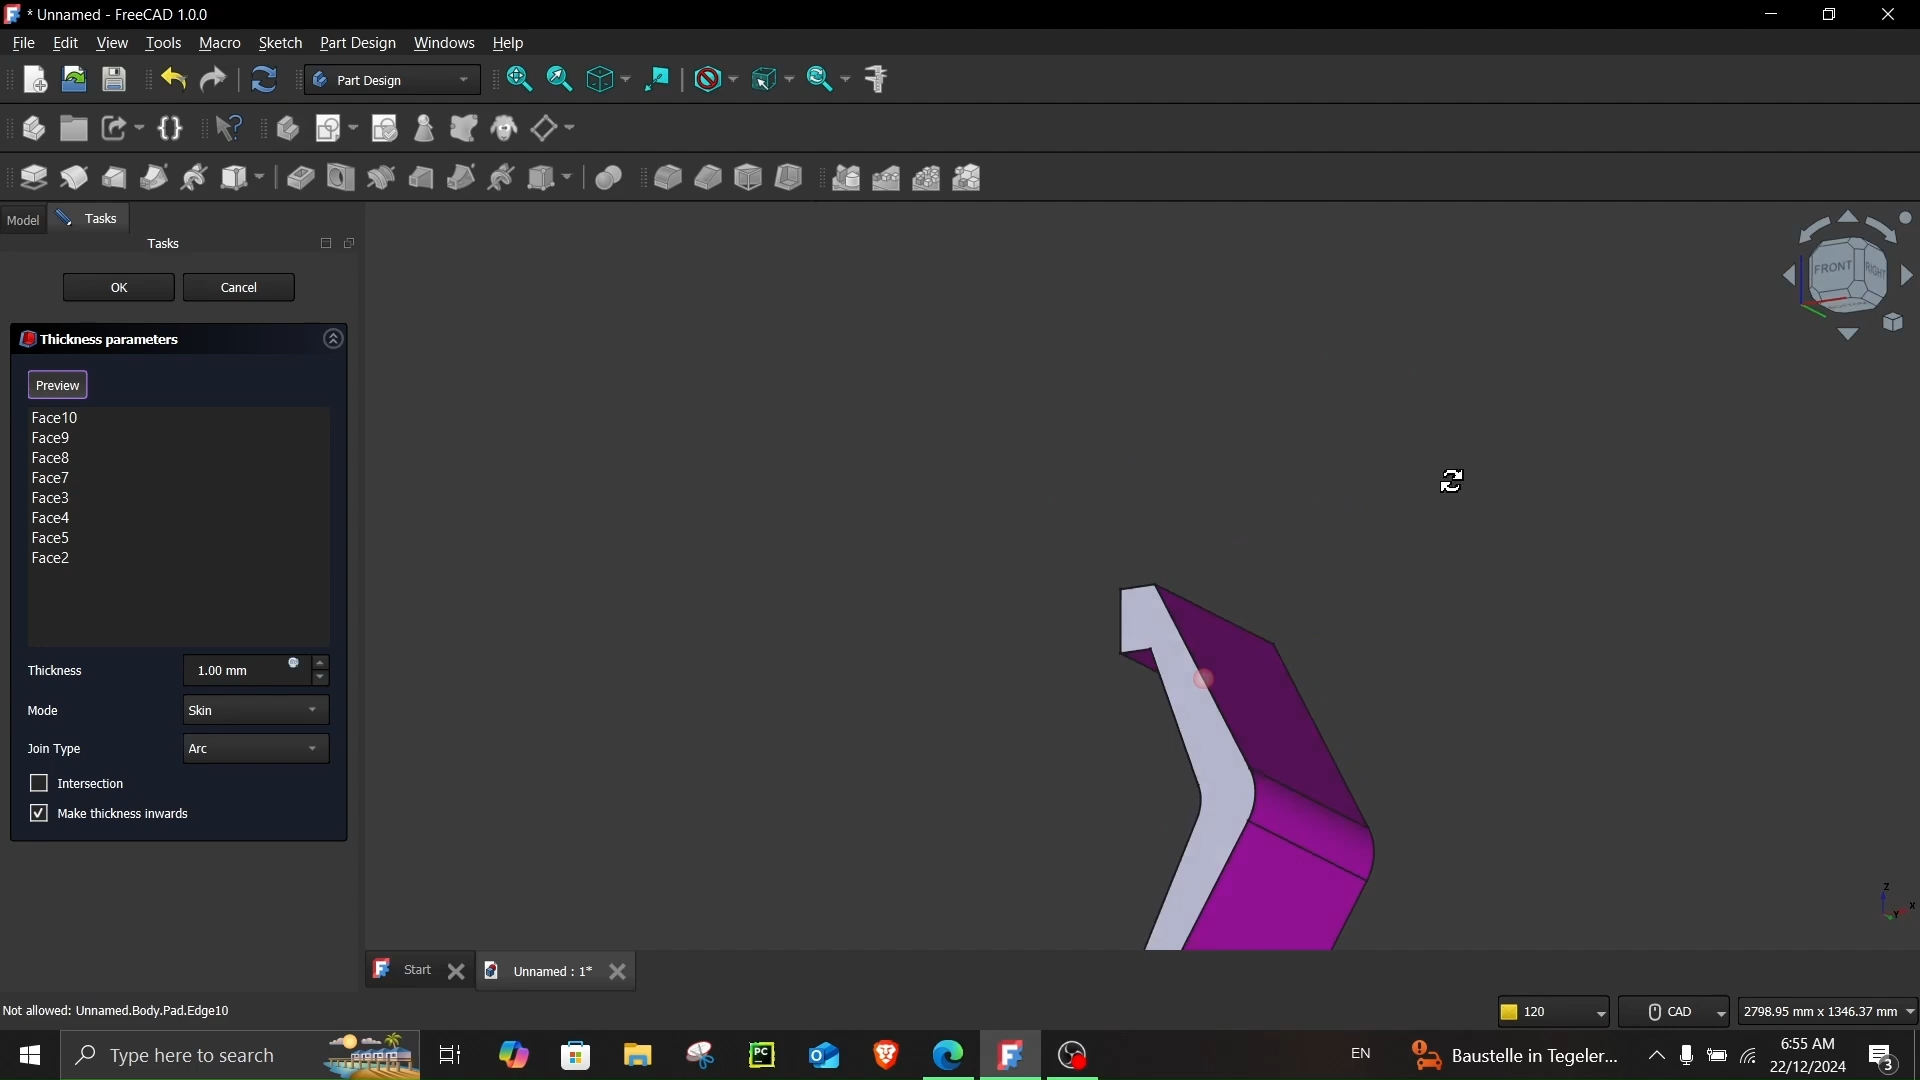 * Unnamed - FreeCAD 1.0.0
File Edit View Tools Macro Sketch Part Design Windows Help
Part Design
Model Tasks
Tasks
OK Cancel
Thickness parameters
Preview
Face10
Face9
Face8
Face7
Face3
Face4
Face5
Face2
Thickness 1.00 mm
Mode Skin
Join Type Arc
Intersection
Make thickness inwards
FRONT RIGHT
Z
X
Y
Start Unnamed : 1*
Not allowed: Unnamed.Body.Pad.Edge10
120 CAD 2798.95 mm x 1346.37 mm
Type here to search
PC
EN
Baustelle in Tegeler...
6:55 AM
22/12/2024
3